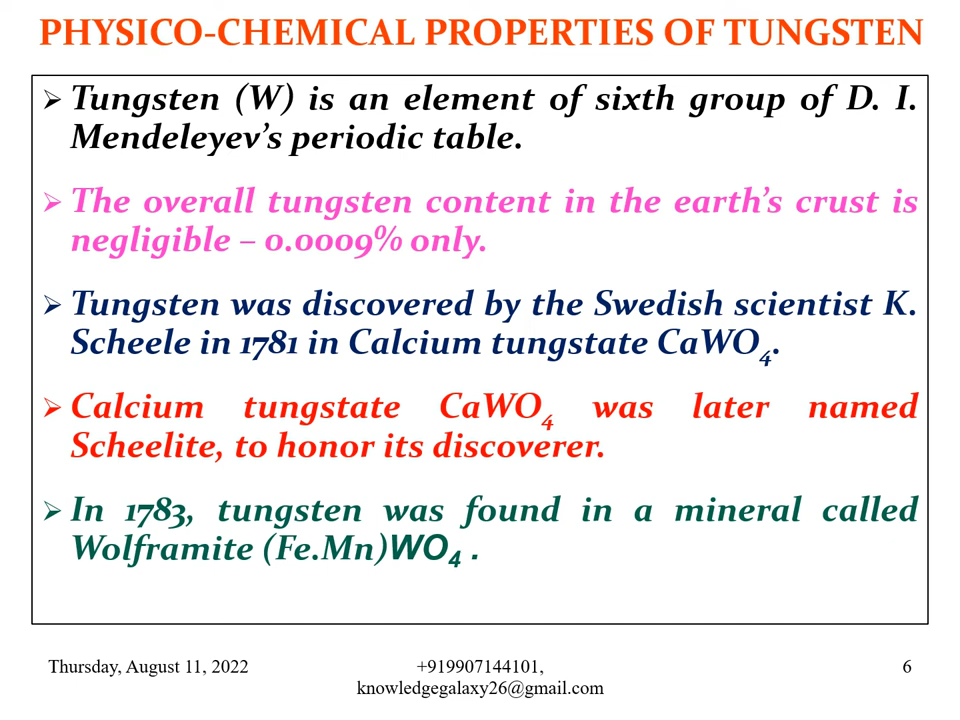 PHYSICO-CHEMICAL PROPERTIES OF TUNGSTEN
➢ Tungsten (W) is an element of sixth group of D. I.
Mendeleyev's periodic table.
➢ The overall tungsten content in the earth's crust is
negligible – 0.0009% only.
➢ Tungsten was discovered by the Swedish scientist K.
Scheele in 1781 in Calcium tungstate CaWO₄.
➢ Calcium tungstate CaWO₄ was later named
Scheelite, to honor its discoverer.
➢ In 1783, tungsten was found in a mineral called
Wolframite (Fe.Mn)WO₄ .
Thursday, August 11, 2022
+919907144101,
knowledgegalaxy26@gmail.com
6